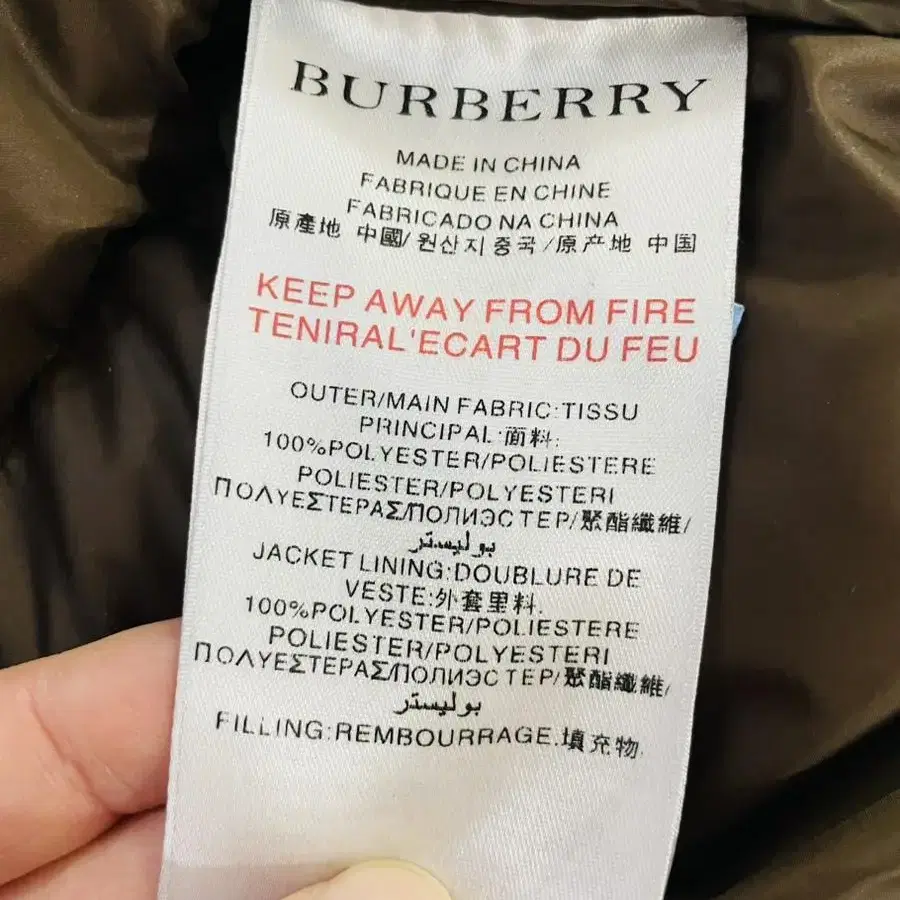 BURBERRY
MADE IN CHINA
FABRIQUE EN CHINE
FABRICADO NA CHINA
原產地 中國/원산지중국/原产地 中国
KEEP AWAY FROM FIRE
TENIRAL'ECART DU FEU
OUTER/MAIN FABRIC:TISSU
PRINCIPAL:面料:
100%POLYESTER/POLIESTERE
POLIESTER/POLYESTERI
ΠΟΛΥΕΣΤΕΡΑΣ/ПОЛИЭСТЕР/聚酯纖維/
بوليستر
JACKET LINING:DOUBLURE DE
VESTE:外套里料.
100%POLYESTER/POLIESTERE
POLIESTER/POLYESTERI
ΠΟΛΥΕΣΤΕΡΑΣ/ПОЛИЭСТЕР/聚酯纖維/
بوليستر
FILLING:REMBOURRAGE.填充物